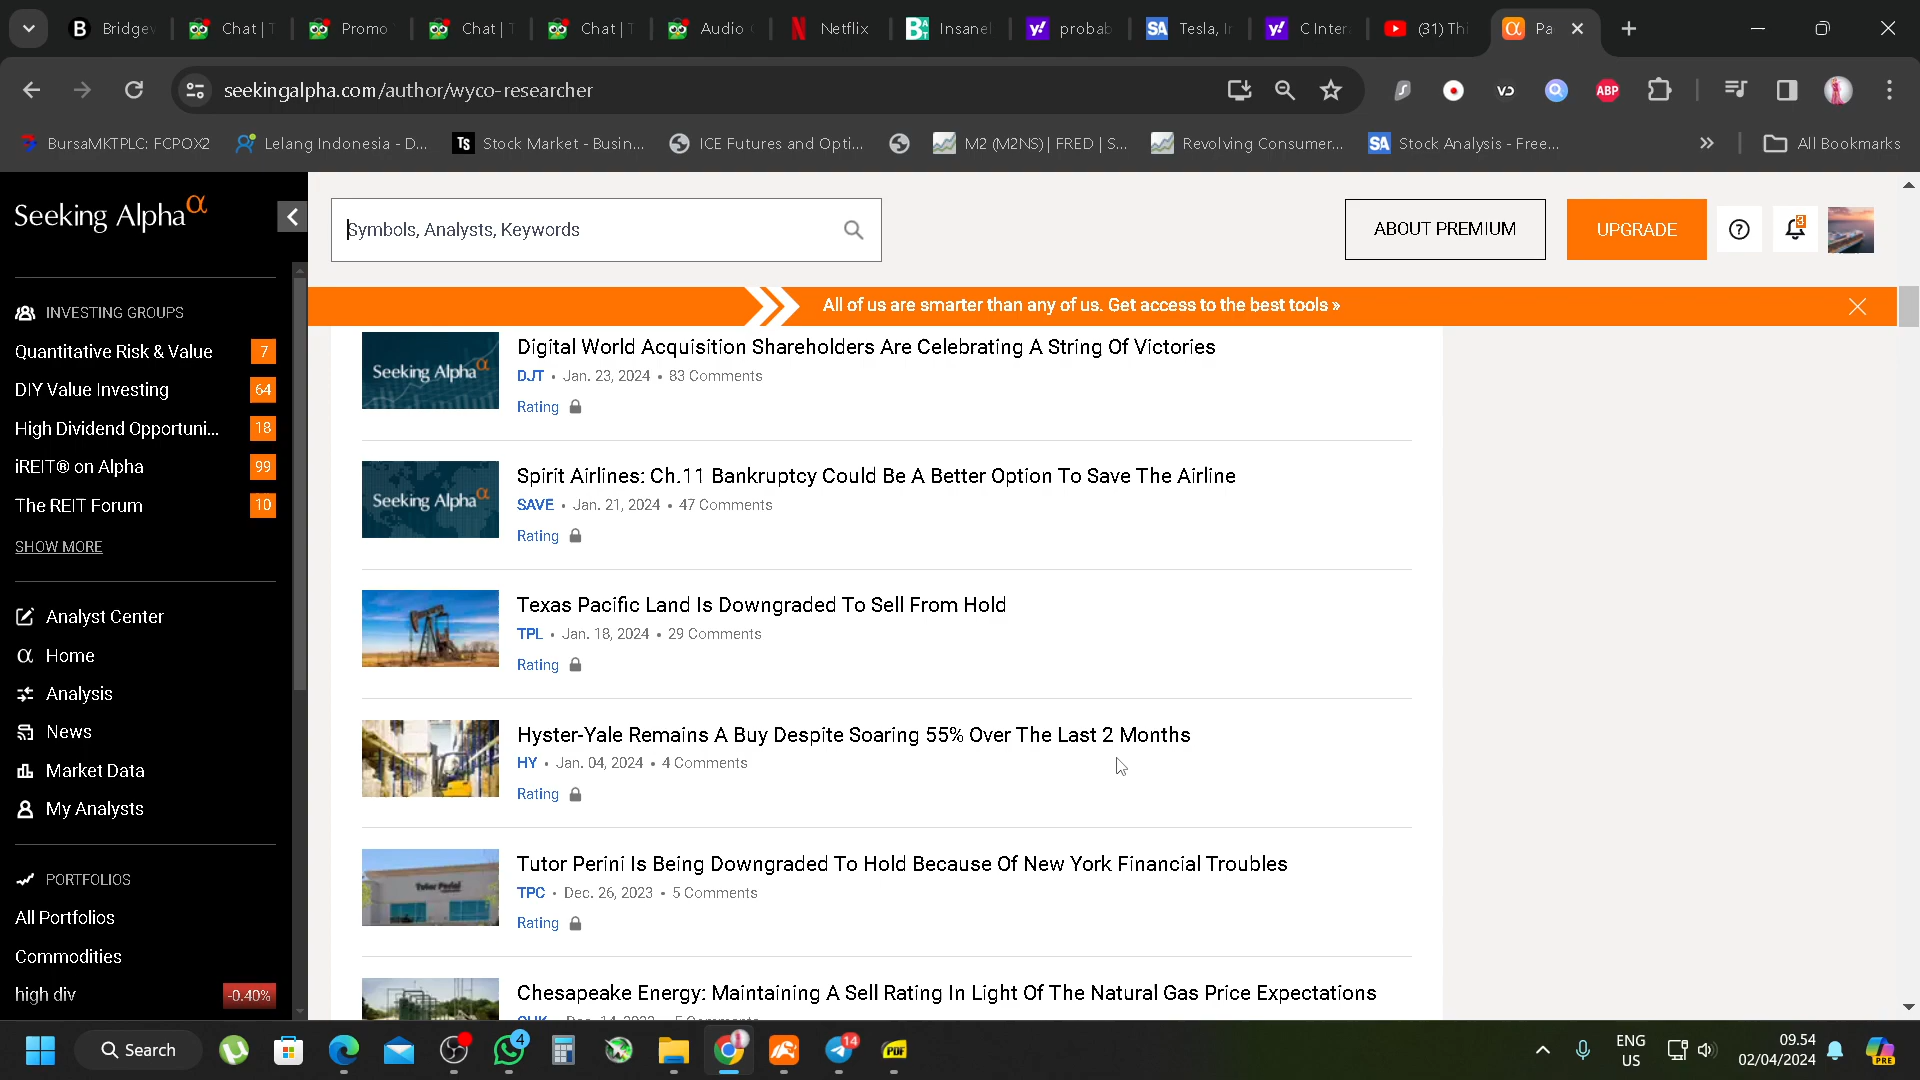 Bridgev
Chat | T
Promo
Chat | T
Chat | T
Audio
Netflix
Insane
probab
Tesla, I
C Inter
(31) Thi
Pa
seekingalpha.com/author/wyco-researcher
ABP
BursaMKTPLC: FCPOX2
Lelang Indonesia - D...
Stock Market - Busin...
ICE Futures and Opti...
M2 (M2NS) | FRED | S...
Revolving Consumer...
Stock Analysis - Free...
All Bookmarks
Seeking Alpha α
Symbols, Analysts, Keywords
ABOUT PREMIUM
UPGRADE
3
All of us are smarter than any of us. Get access to the best tools »
INVESTING GROUPS
Quantitative Risk & Value 7
DIY Value Investing 64
High Dividend Opportuni... 18
iREIT® on Alpha 99
The REIT Forum 10
SHOW MORE
Analyst Center
Home
Analysis
News
Market Data
My Analysts
PORTFOLIOS
All Portfolios
Commodities
high div -0.40%
Seeking Alpha α
Digital World Acquisition Shareholders Are Celebrating A String Of Victories
DJT • Jan. 23, 2024 • 83 Comments
Rating
Seeking Alpha α
Spirit Airlines: Ch.11 Bankruptcy Could Be A Better Option To Save The Airline
SAVE • Jan. 21, 2024 • 47 Comments
Rating
Texas Pacific Land Is Downgraded To Sell From Hold
TPL • Jan. 18, 2024 • 29 Comments
Rating
Hyster-Yale Remains A Buy Despite Soaring 55% Over The Last 2 Months
HY • Jan. 04, 2024 • 4 Comments
Rating
Tutor Perini
Tutor Perini Is Being Downgraded To Hold Because Of New York Financial Troubles
TPC • Dec. 26, 2023 • 5 Comments
Rating
Chesapeake Energy: Maintaining A Sell Rating In Light Of The Natural Gas Price Expectations
Search
4
14
PDF
ENG
US
09.54
02/04/2024
PRE